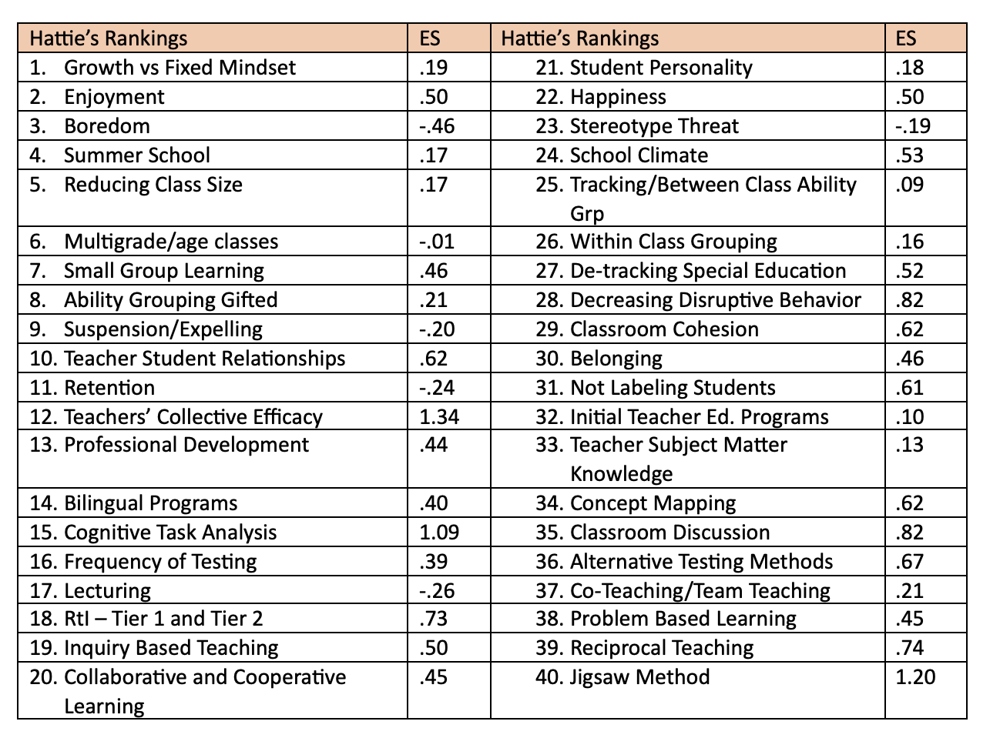 Hattie’s Rankings ES Hattie’s Rankings ES
1. Growth vs Fixed Mindset .19 21. Student Personality .18
2. Enjoyment .50 22. Happiness .50
3. Boredom -.46 23. Stereotype Threat -.19
4. Summer School .17 24. School Climate .53
5. Reducing Class Size .17 25. Tracking/Between Class Ability .09
Grp
6. Multigrade/age classes -.01 26. Within Class Grouping .16
7. Small Group Learning .46 27. De-tracking Special Education .52
8. Ability Grouping Gifted .21 28. Decreasing Disruptive Behavior .82
9. Suspension/Expelling -.20 29. Classroom Cohesion .62
10. Teacher Student Relationships .62 30. Belonging .46
11. Retention -.24 31. Not Labeling Students .61
12. Teachers’ Collective Efficacy 1.34 32. Initial Teacher Ed. Programs .10
13. Professional Development .44 33. Teacher Subject Matter .13
Knowledge
14. Bilingual Programs .40 34. Concept Mapping .62
15. Cognitive Task Analysis 1.09 35. Classroom Discussion .82
16. Frequency of Testing .39 36. Alternative Testing Methods .67
17. Lecturing -.26 37. Co-Teaching/Team Teaching .21
18. RtI – Tier 1 and Tier 2 .73 38. Problem Based Learning .45
19. Inquiry Based Teaching .50 39. Reciprocal Teaching .74
20. Collaborative and Cooperative .45 40. Jigsaw Method 1.20
Learning